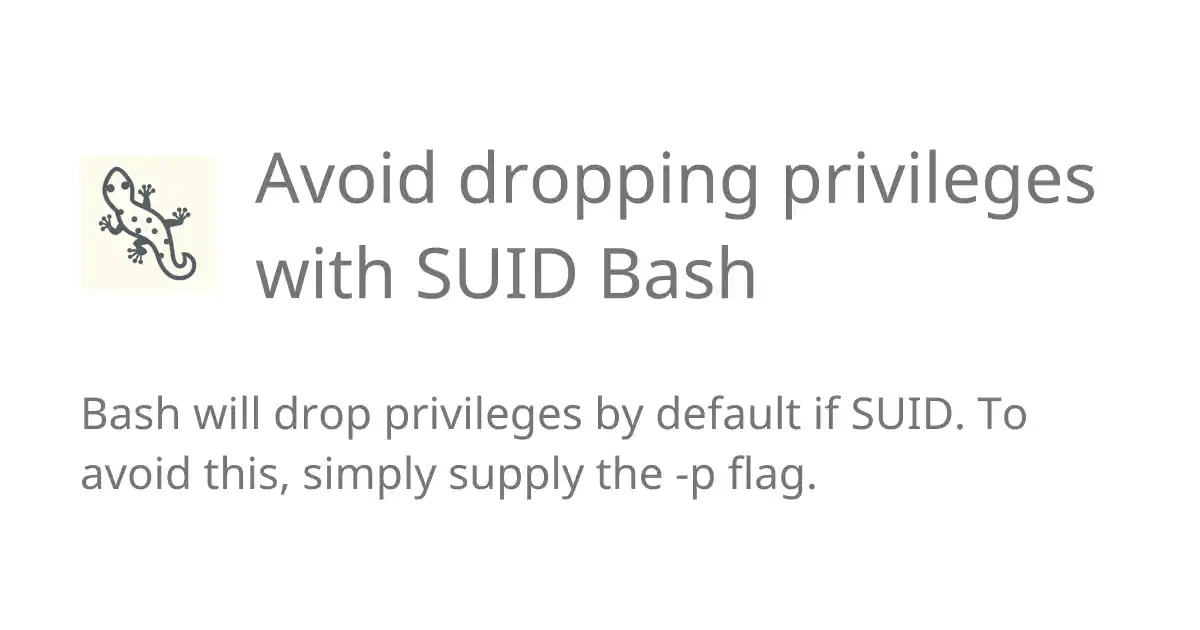 Avoid dropping privileges
with SUID Bash
Bash will drop privileges by default if SUID. To
avoid this, simply supply the -p flag.